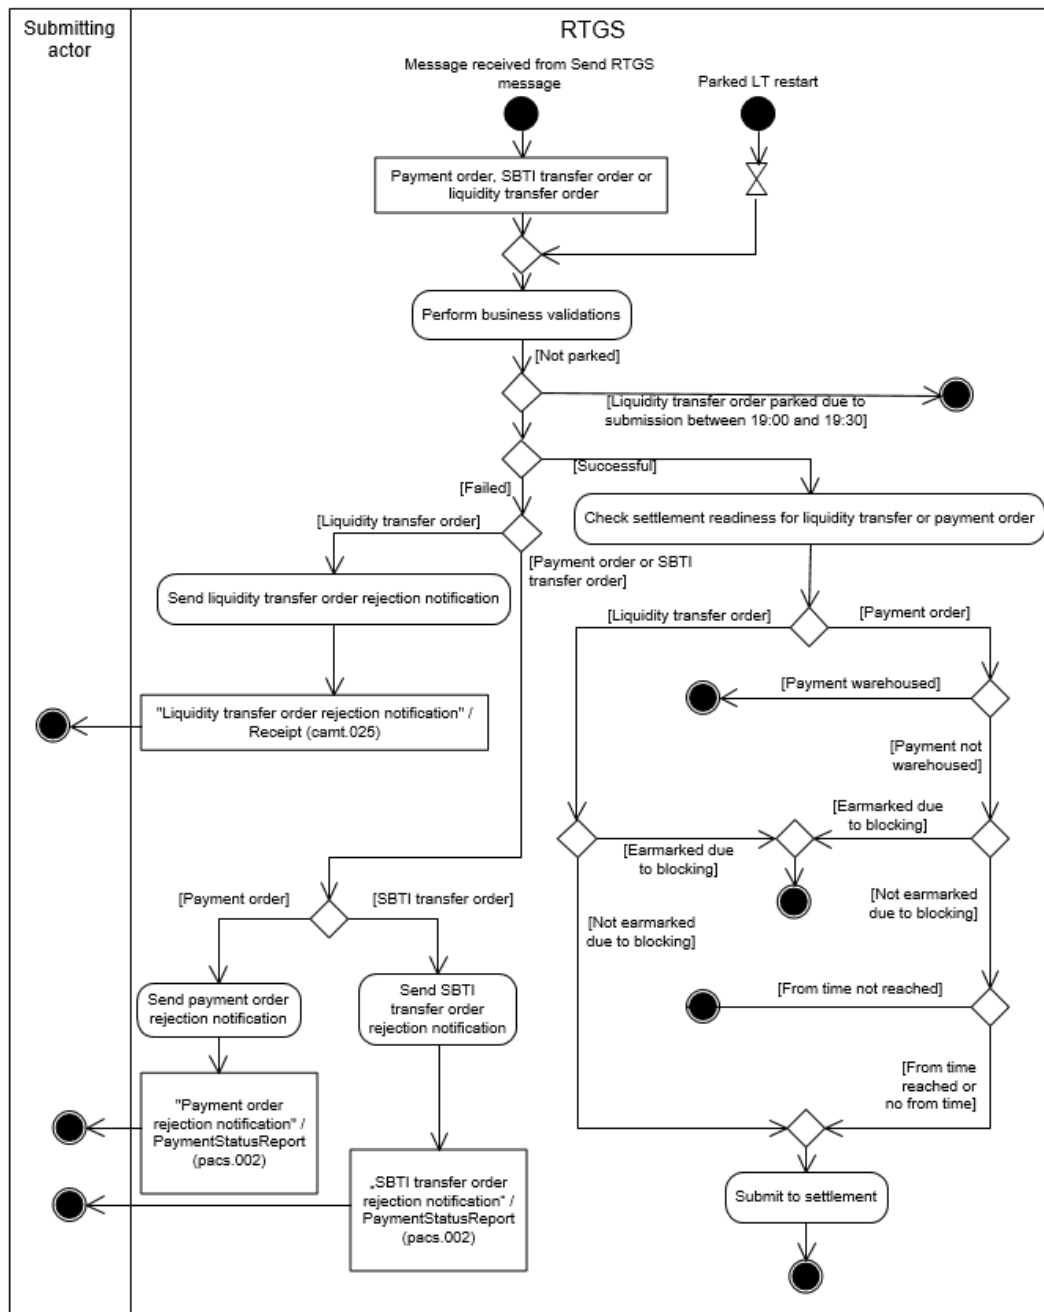 Submitting
actor
RTGS
Message received from Send RTGS
message
Parked LT restart
Payment order, SBTI transfer order or
liquidity transfer order
Perform business validations
[Not parked]
[Liquidity transfer order parked due to
submission between 19:00 and 19:30]
[Successful]
[Failed]
[Liquidity transfer order]
Check settlement readiness for liquidity transfer or payment order
[Payment order or SBTI
transfer order]
Send liquidity transfer order rejection notification
[Liquidity transfer order]
[Payment order]
[Payment warehoused]
"Liquidity transfer order rejection notification" /
Receipt (camt.025)
[Payment not
warehoused]
[Earmarked due
to blocking]
[Earmarked due
to blocking]
[Payment order]
[SBTI transfer order]
[Not earmarked
due to blocking]
[Not earmarked
due to blocking]
Send payment order
rejection notification
Send SBTI
transfer order
rejection notification
[From time not reached]
[From time
reached or
no from time]
"Payment order
rejection notification" /
PaymentStatusReport
(pacs.002)
„SBTI transfer order
rejection notification“ /
PaymentStatusReport
(pacs.002)
Submit to settlement